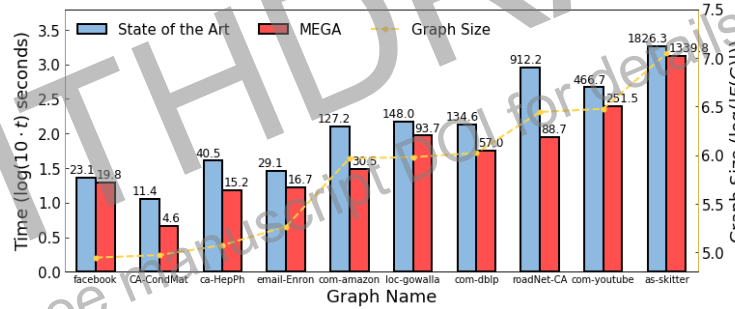 State of the Art
MEGA
Graph Size
Time (log(10 · t) seconds)
3.5
3.0
2.5
2.0
1.5
1.0
0.5
0.0
23.1
19.8
11.4
4.6
40.5
15.2
29.1
16.7
127.2
30.5
148.0
93.7
134.6
57.0
912.2
88.7
466.7
251.5
1826.3
1339.8
7.5
7.0
6.5
6.0
5.5
5.0
facebook
CA-CondMat
ca-HepPh
email-Enron
com-amazon
loc-gowalla
com-dblp
roadNet-CA
com-youtube
as-skitter
Graph Name
manuscript DOI for details